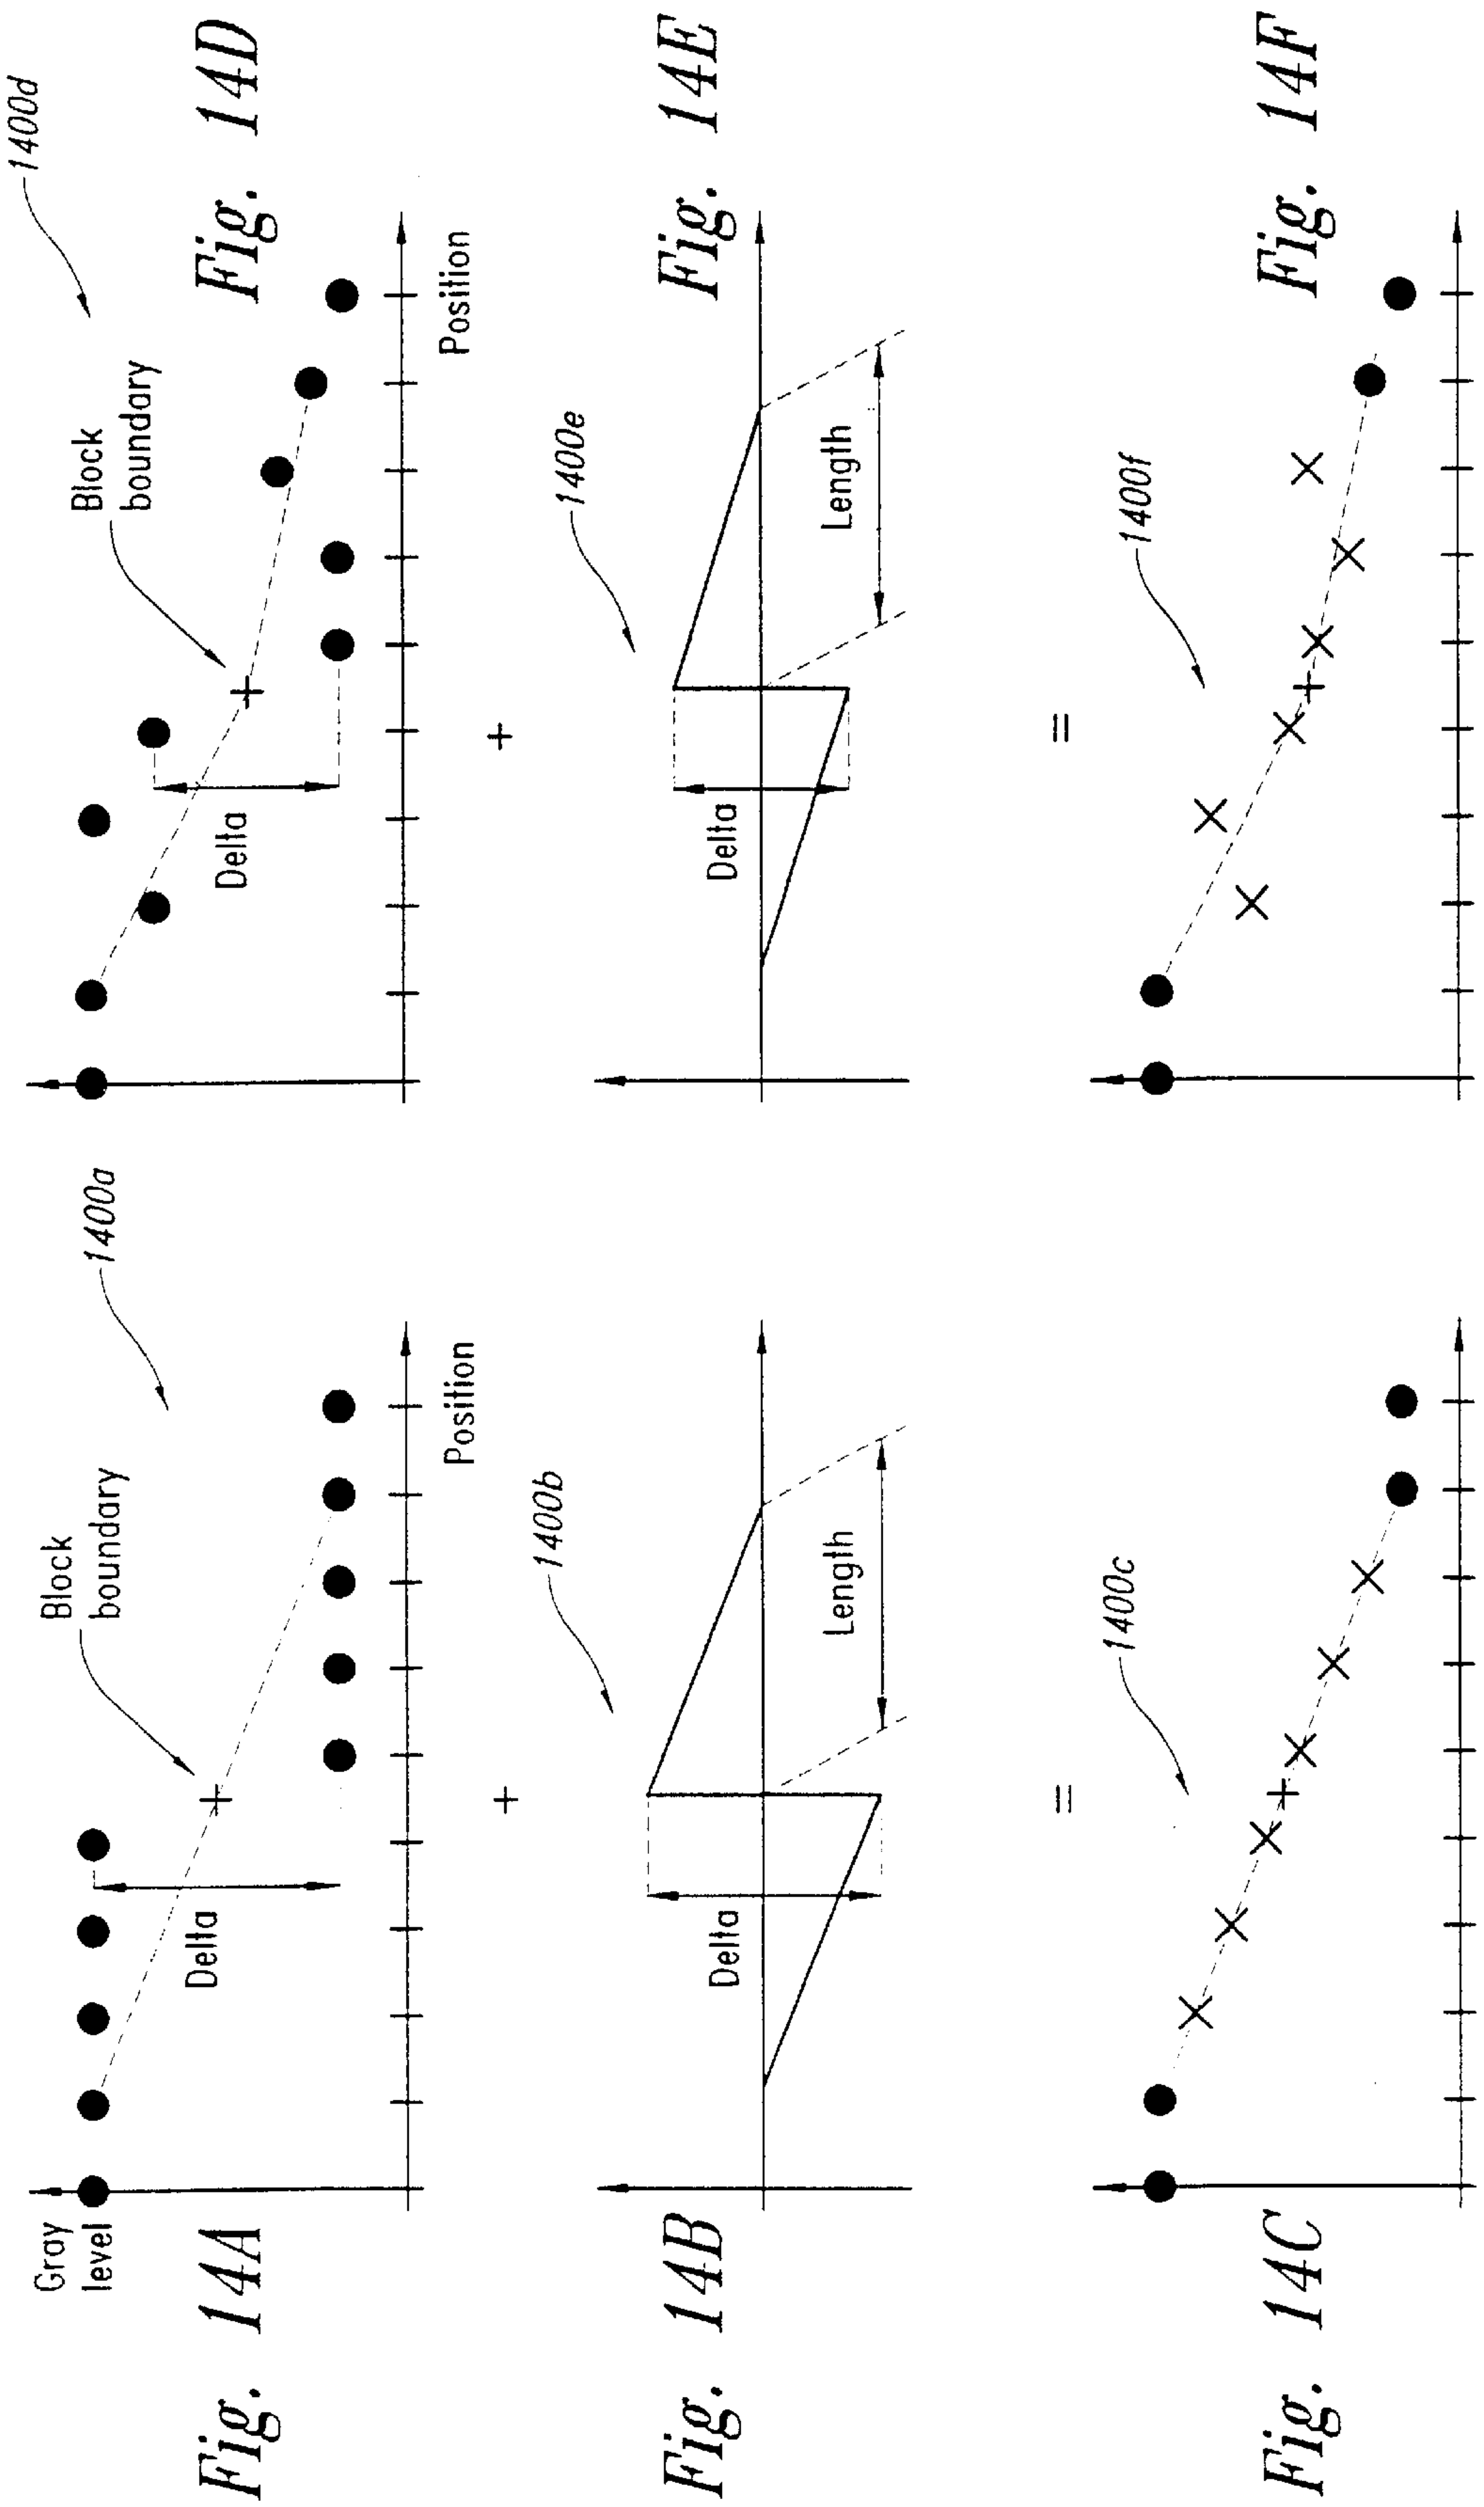 Fig. 14A
Gray
level
Delta
Block
boundary
1400a
Position
+
Fig. 14B
Delta
Length
1400b
=
Fig. 14C
1400c
Fig. 14D
Delta
Block
boundary
1400d
Position
+
Fig. 14E
Delta
Length
1400e
=
Fig. 14F
1400f